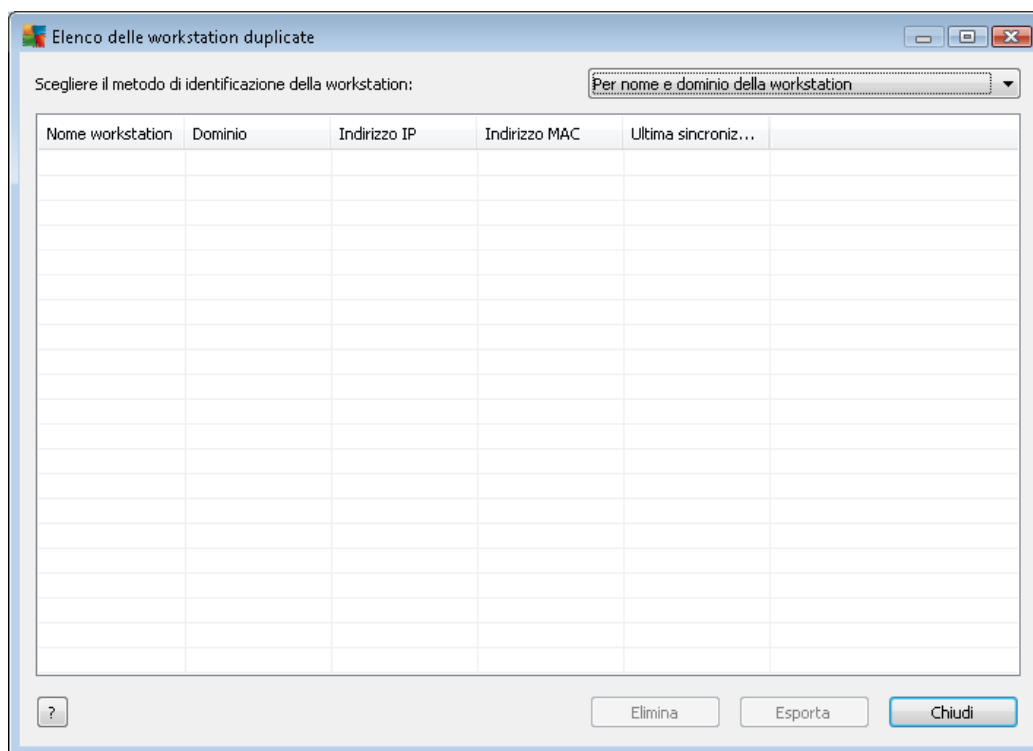 Elenco delle workstation duplicate
Scegliere il metodo di identificazione della workstation: Per nome e dominio della workstation
Nome workstation Dominio Indirizzo IP Indirizzo MAC Ultima sincroniz...
? Elimina Esporta Chiudi